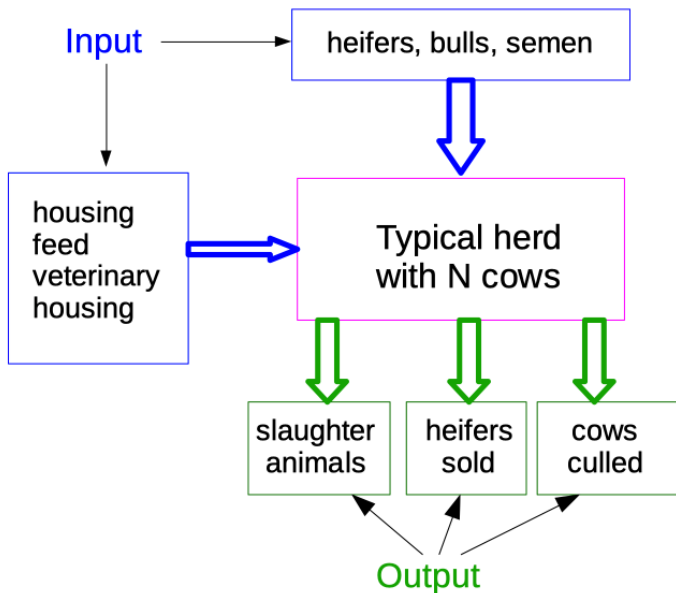 Input
heifers, bulls, semen
housing
feed
veterinary
housing
Typical herd
with N cows
slaughter
animals
heifers
sold
cows
culled
Output